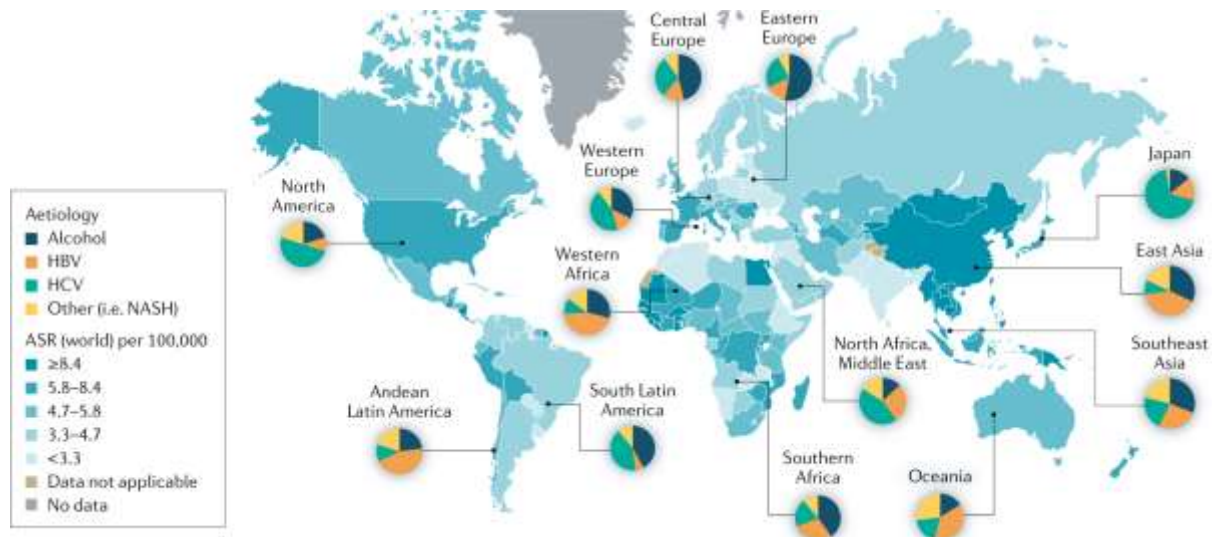 Central
Europe
Eastern
Europe
Western
Europe
Japan
North
America
Aetiology
Alcohol
HBV
HCV
Other (i.e. NASH)
ASR (world) per 100,000
≥8.4
5.8–8.4
4.7–5.8
3.3–4.7
<3.3
Data not applicable
No data
Western
Africa
East Asia
North Africa,
Middle East
Southeast
Asia
Andean
Latin America
South Latin
America
Southern
Africa
Oceania